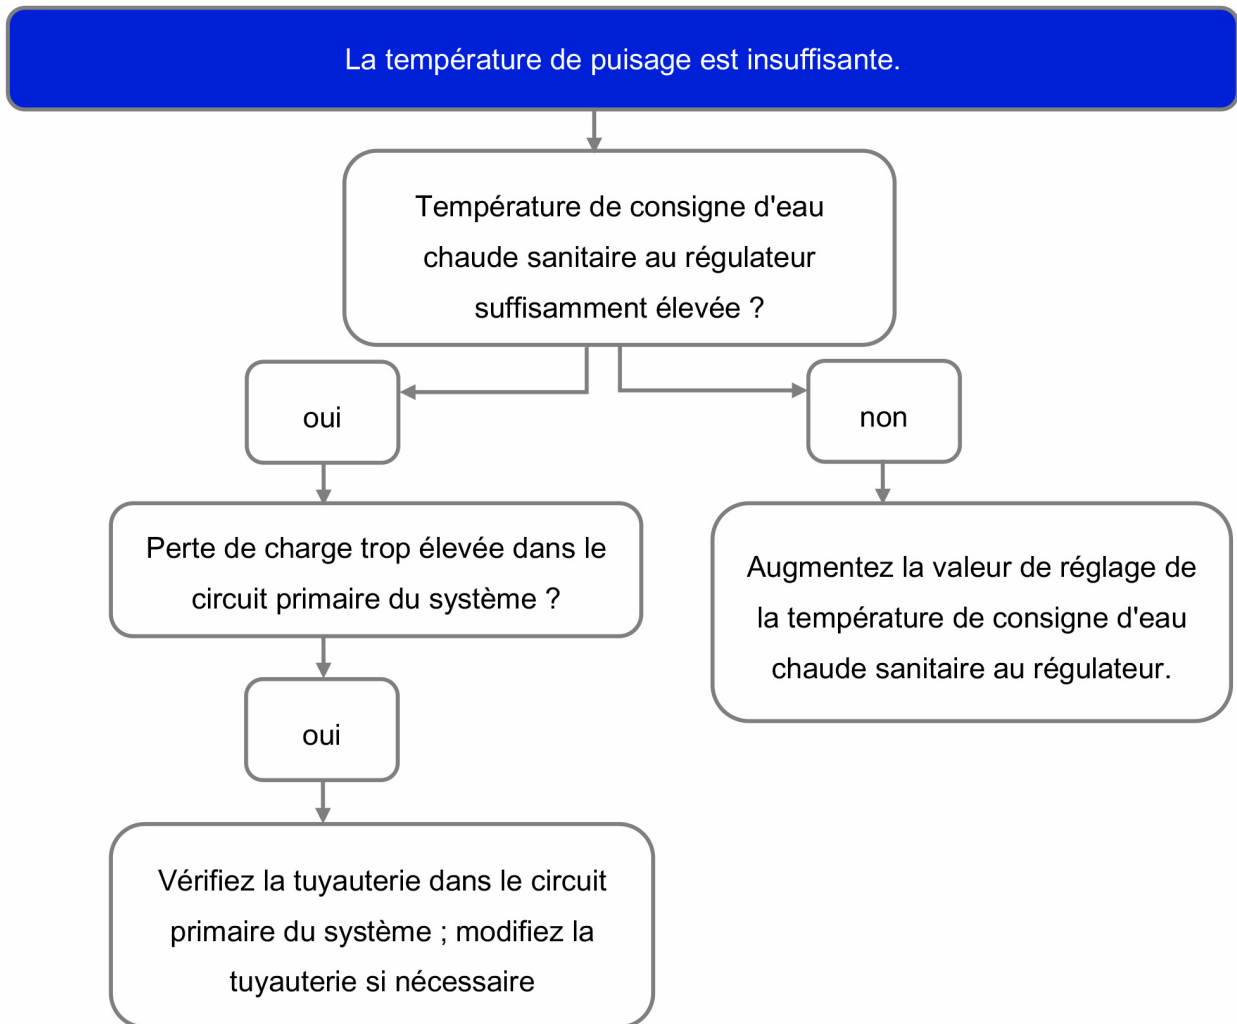 La température de puisage est insuffisante.
Température de consigne d'eau
chaude sanitaire au régulateur
suffisamment élevée ?
oui
non
Perte de charge trop élevée dans le
circuit primaire du système ?
Augmentez la valeur de réglage de
la température de consigne d'eau
chaude sanitaire au régulateur.
oui
Vérifiez la tuyauterie dans le circuit
primaire du système ; modifiez la
tuyauterie si nécessaire